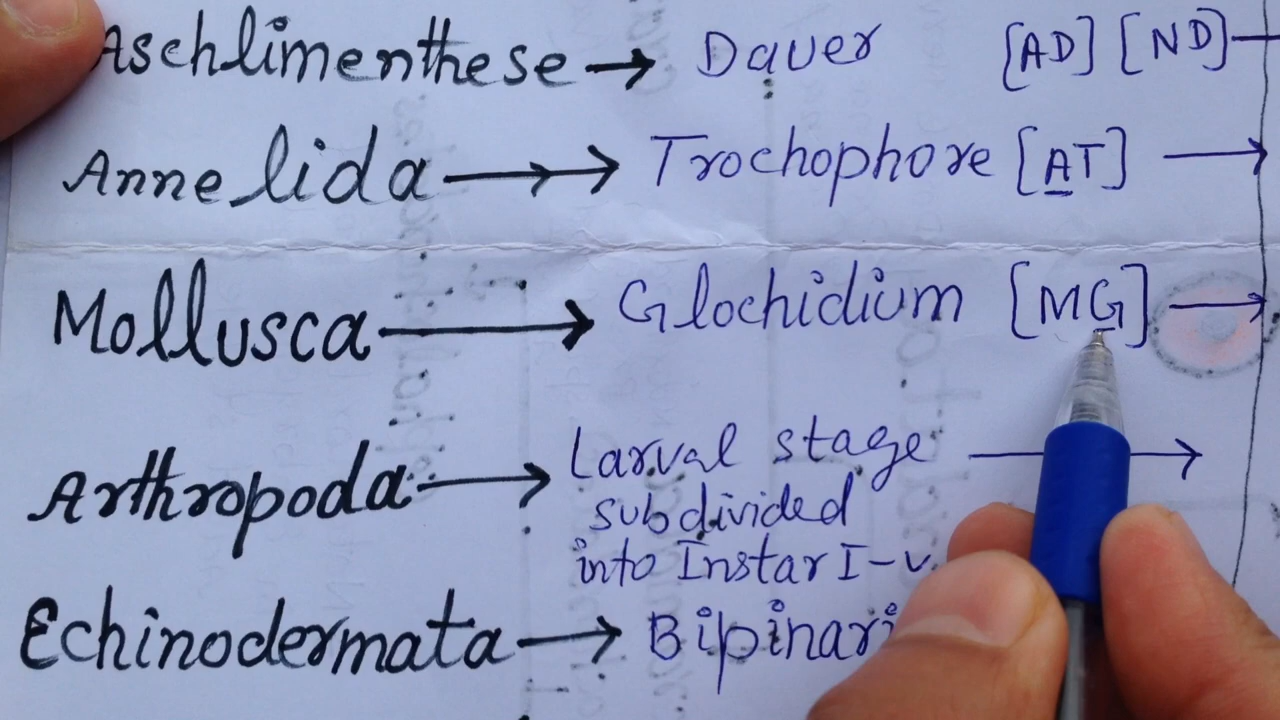 Aschlimenthese → Dauer [AD] [ND] →
Annelida → Trochophore [AT] →
Mollusca → Glochidium [MG] →
Arthropoda → Larval stage →
subdivided
into Instar I-V
Echinodermata → Bipinari